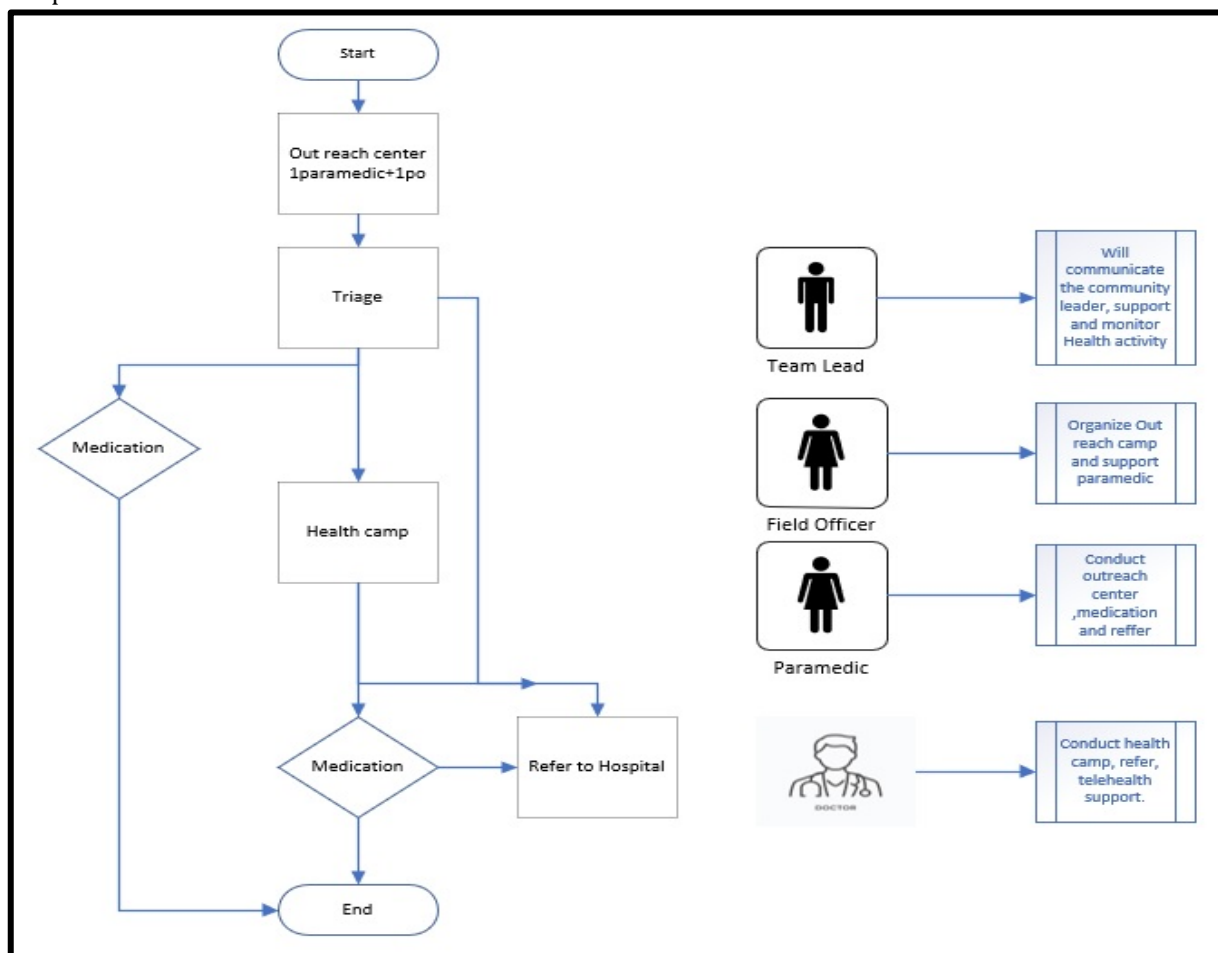 Start
Out reach center
1paramedic+1po
Triage
Medication
Health camp
Medication
Refer to Hospital
End
Team Lead
Will
communicate
the community
leader, support
and monitor
Health activity
Field Officer
Organize Out
reach camp
and support
paramedic
Paramedic
Conduct
outreach
center
,medication
and reffer
DOCTOR
Conduct health
camp, refer,
telehealth
support.